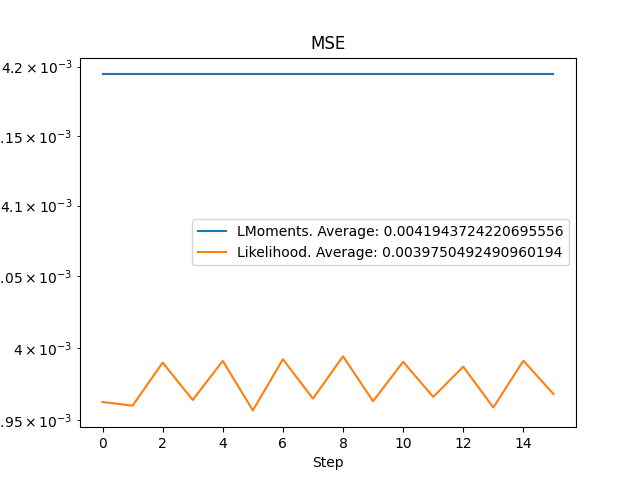 MSE
4.2 × 10⁻³
.15 × 10⁻³
4.1 × 10⁻³
LMoments. Average: 0.0041943724220695556
Likelihood. Average: 0.0039750492490960194
.05 × 10⁻³
4 × 10⁻³
.95 × 10⁻³
0 2 4 6 8 10 12 14
Step